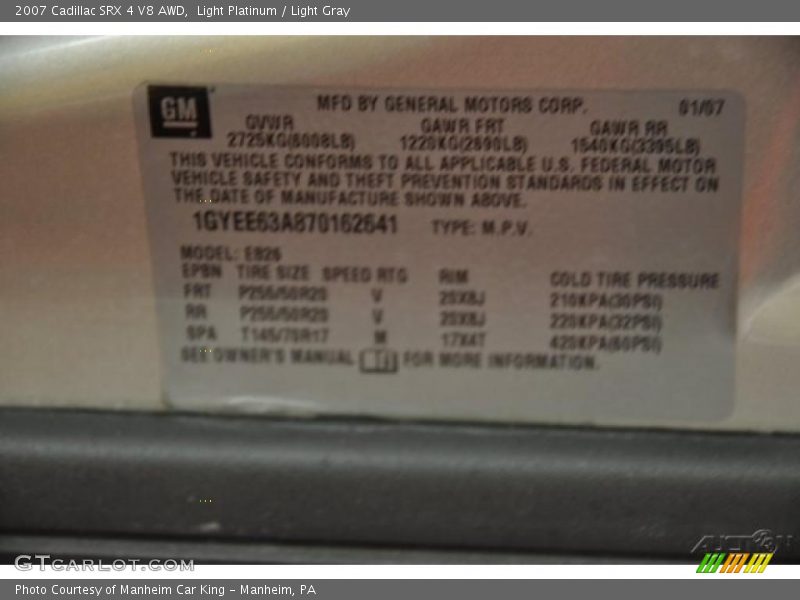 2007 Cadillac SRX 4 V8 AWD, Light Platinum / Light Gray
GM
MFD BY GENERAL MOTORS CORP. 01/07
GVWR GAWR FRT GAWR RR
2725KG(6008LB) 1220KG(2690LB) 1540KG(3395LB)
THIS VEHICLE CONFORMS TO ALL APPLICABLE U.S. FEDERAL MOTOR
VEHICLE SAFETY AND THEFT PREVENTION STANDARDS IN EFFECT ON
THE DATE OF MANUFACTURE SHOWN ABOVE.
1GYEE63A870162641 TYPE: M.P.V.
MODEL: E826
EPBN TIRE SIZE SPEED RTG RIM COLD TIRE PRESSURE
FRT P255/50R20 V 20X8J 210KPA(30PSI)
RR P255/50R20 V 20X8J 220KPA(32PSI)
SPA T145/70R17 M 17X4T 420KPA(60PSI)
SEE OWNER'S MANUAL FOR MORE INFORMATION.
GTCARLOT.COM
Photo Courtesy of Manheim Car King – Manheim, PA